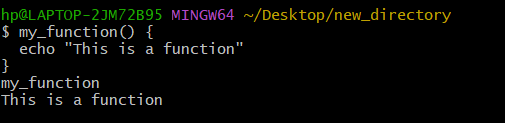 hp@LAPTOP-2JM72B95 MINGW64 ~/Desktop/new_directory
$ my_function() {
  echo "This is a function"
}
my_function
This is a function